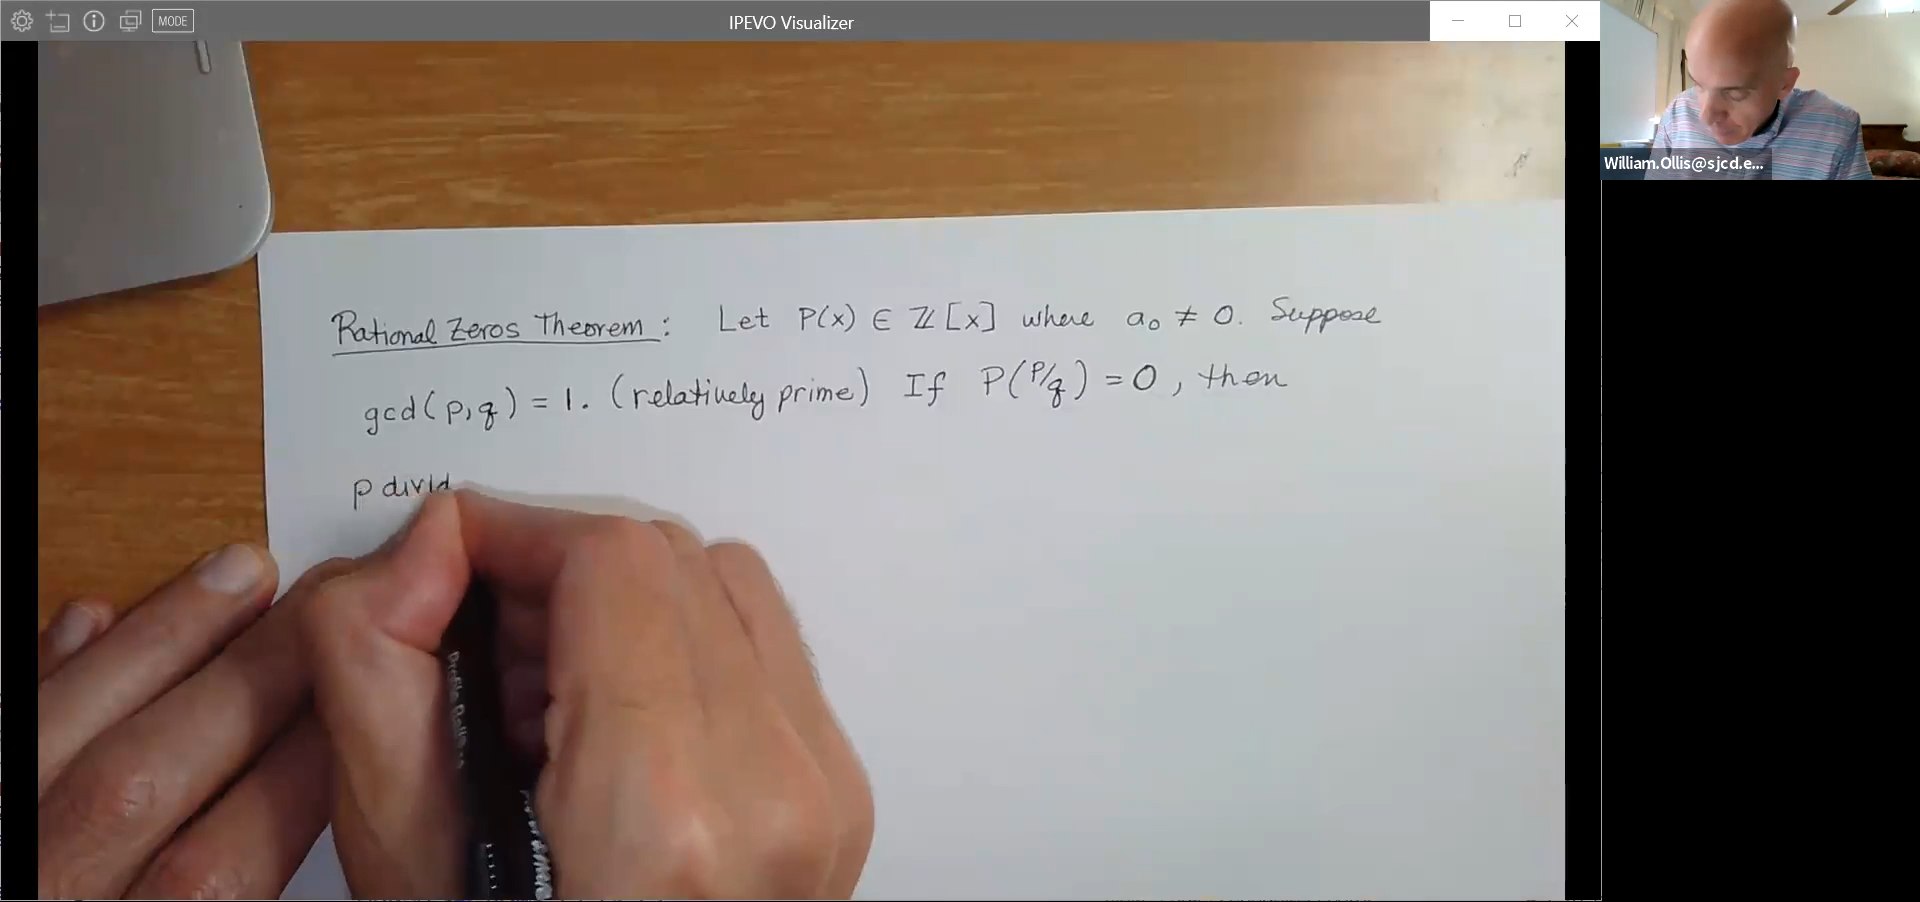 MODE
IPEVO Visualizer
William.Ollis@sjcd.e...
Rational Zeros Theorem: Let P(x) ∈ ℤ[x] where a₀ ≠ 0. Suppose
gcd(p,q) = 1. (relatively prime) If P(p/q) = 0, then
p divid